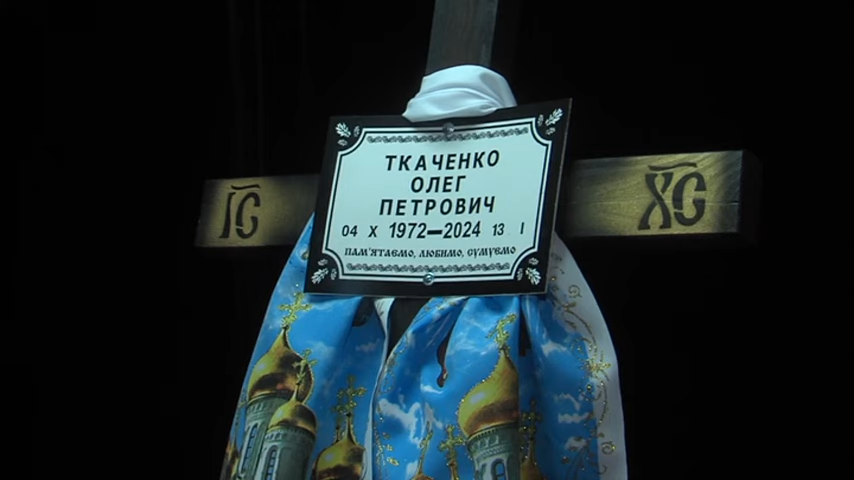 ТКАЧЕНКО
ОЛЕГ
ПЕТРОВИЧ
04 X 1972—2024 13 I
ПАМ'ЯТАЄМО, ЛЮБИМО, СУМУЄМО
ІС ХС